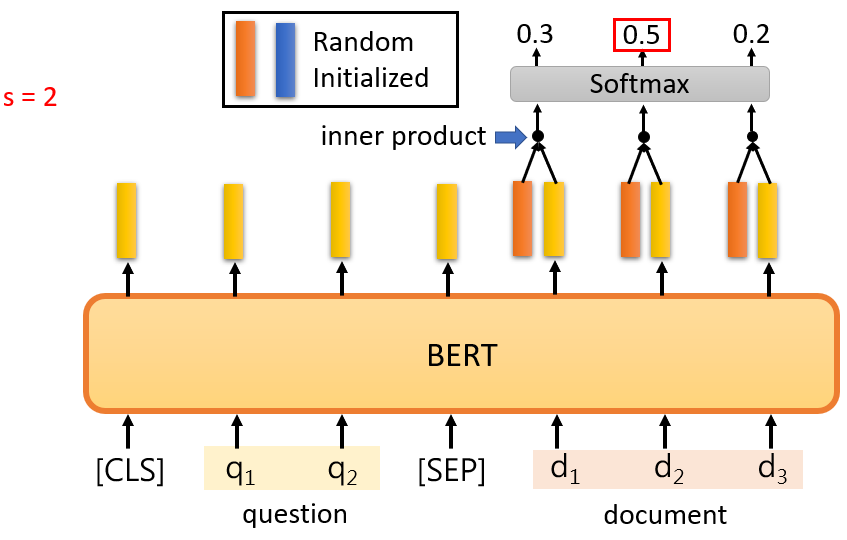 0.3 0.5 0.2
Random
Initialized
Softmax
s = 2
inner product
BERT
[CLS] q₁ q₂ [SEP] d₁ d₂ d₃
question document